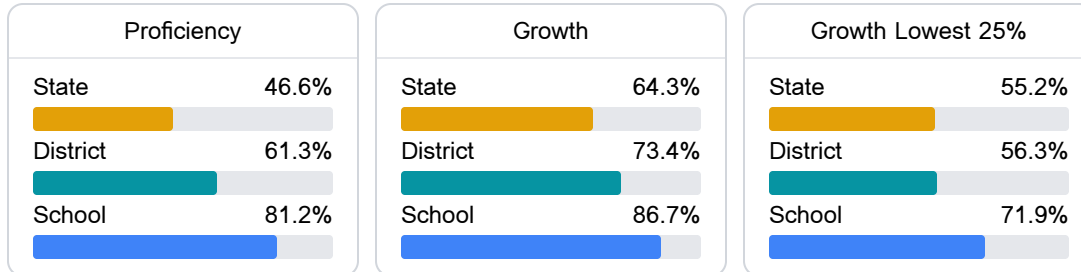 Proficiency
State 46.6%
District 61.3%
School 81.2%
Growth
State 64.3%
District 73.4%
School 86.7%
Growth Lowest 25%
State 55.2%
District 56.3%
School 71.9%